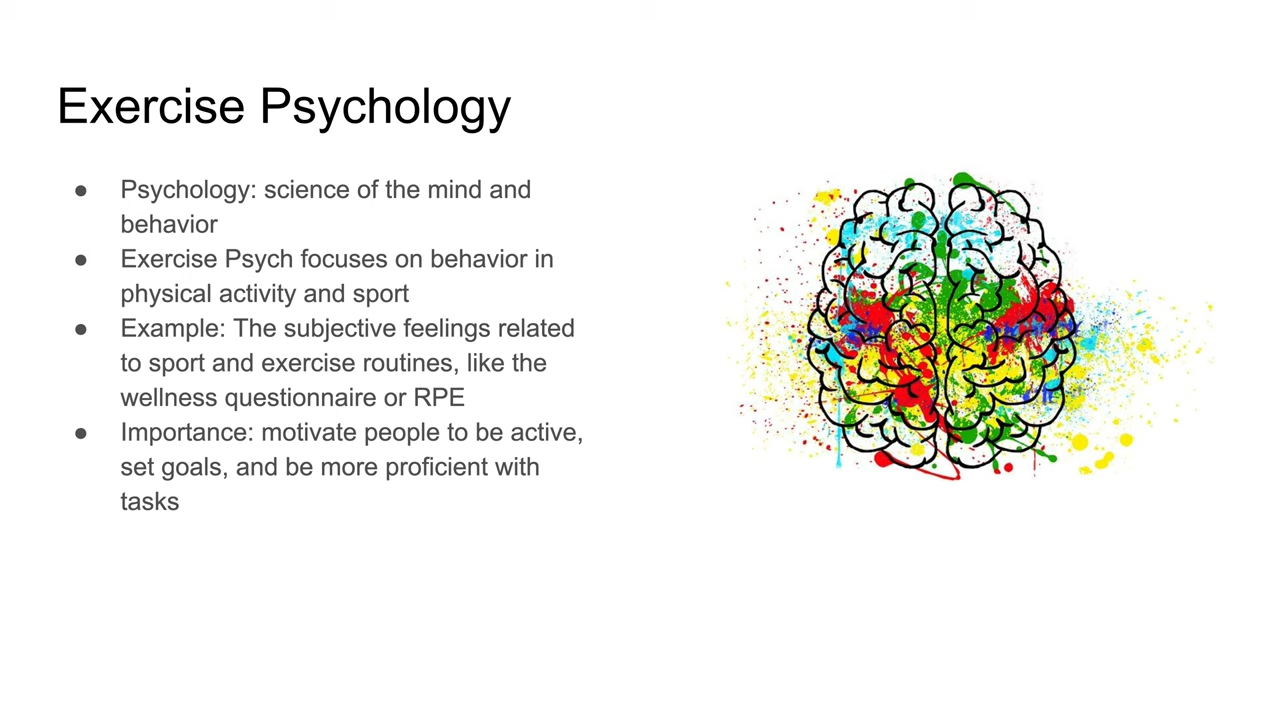 Exercise Psychology
● Psychology: science of the mind and
behavior
● Exercise Psych focuses on behavior in
physical activity and sport
● Example: The subjective feelings related
to sport and exercise routines, like the
wellness questionnaire or RPE
● Importance: motivate people to be active,
set goals, and be more proficient with
tasks